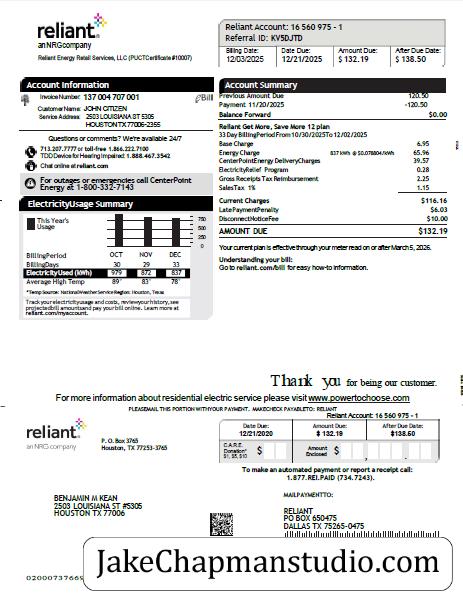 reliant
an NRG company
Reliant Energy Retail Services, LLC (PUCT Certificate #10007)
Reliant Account: 16 560 975 - 1
Referral ID: KV5DJTD
Billing Date: Date Due: Amount Due: After Due Date:
12/03/2025 12/21/2025 $ 132.19 $ 138.50
Account Information
Invoice Number: 137 004 707 001
eBill
Customer Name: JOHN CITIZEN
Service Address: 2503 LOUISIANA ST 5305
HOUSTON TX 77006-2355
Questions or comments? We're available 24/7
713.207.7777 or toll-free 1.866.222.7100
TDD Device for Hearing Impaired: 1.888.467.3542
Chat online at reliant.com
For outages or emergencies call CenterPoint
Energy at 1-800-332-7143
Electricity Usage Summary
This Year's
Usage
750
500
250
0
Billing Period OCT NOV DEC
Billing Days 30 29 33
Electricity Used (kWh) 979 872 837
Average High Temp 89° 83° 78°
*Temp Source: National Weather Service Region: Houston, Texas
Track your electricity usage and costs, review your history, see
projected bill amounts and pay your bill online. Learn more at
reliant.com/myaccount.
Account Summary
Previous Amount Due 120.50
Payment 11/20/2025 -120.50
Balance Forward $0.00
Reliant Get More, Save More 12 plan
33 Day Billing Period From 10/30/2025 To 12/02/2025
Base Charge 6.95
Energy Charge 837 kWh @ $0.078804/kWh 65.96
CenterPoint Energy Delivery Charges 39.57
Electricity Relief Program 0.28
Gross Receipts Tax Reimbursement 2.25
Sales Tax 1% 1.15
Current Charges $116.16
Late Payment Penalty $6.03
Disconnect Notice Fee $10.00
AMOUNT DUE $132.19
Your current plan is effective through your meter read on or after March 5, 2026.
Understanding your bill:
Go to reliant.com/bill for easy how-to information.
Thank you for being our customer.
For more information about residential electric service please visit www.powertochoose.com
PLEASE MAIL THIS PORTION WITH YOUR PAYMENT. MAKE CHECK PAYABLE TO: RELIANT
Reliant Account: 16 560 975 - 1
reliant
an NRG company
P. O. Box 3765
Houston, TX 77253-3765
Date Due: Amount Due: After Due Date:
12/21/2020 $ 132.19 $138.50
C.A.R.E.
Donation*
$1, $5, $10
$
Amount
Enclosed
$
To make an automated payment or report a receipt call:
1.877.REI.PAID (734.7243).
BENJAMIN M KEAN
2503 LOUISIANA ST #5305
HOUSTON TX 77006
MAIL PAYMENT TO:
RELIANT
PO BOX 650475
DALLAS TX 75265-0475
JakeChapmanstudio.com